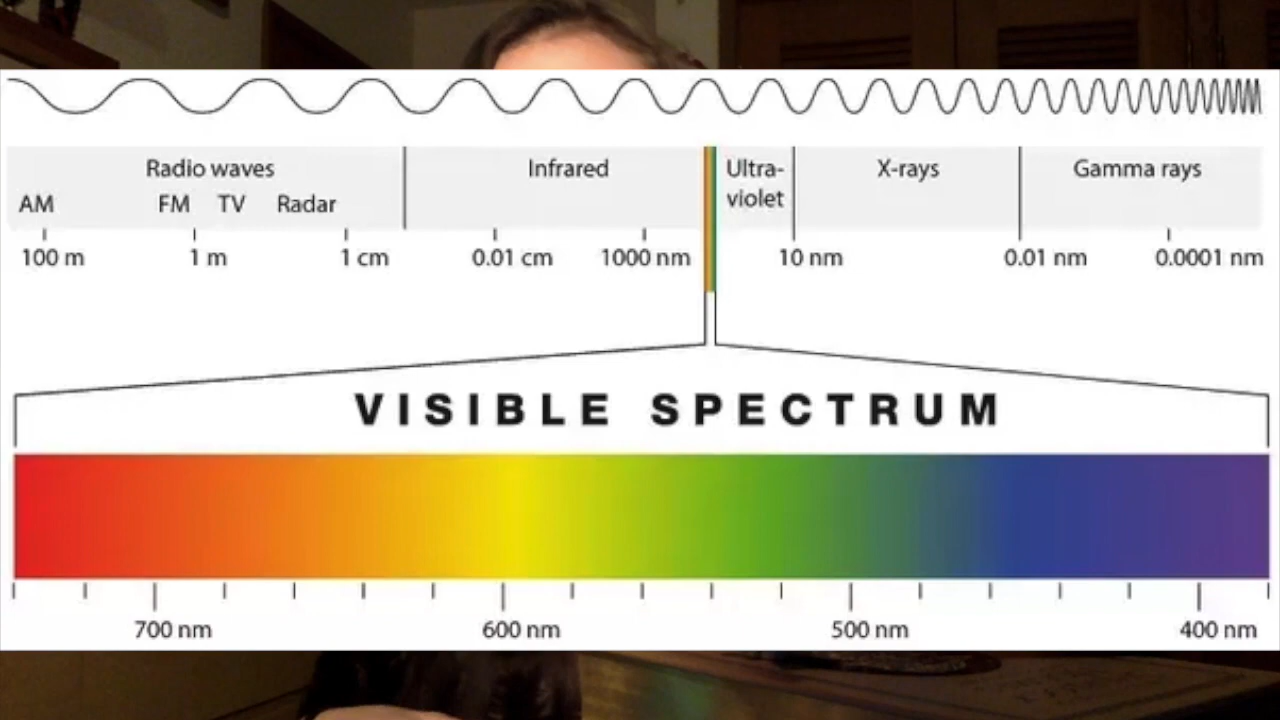 Radio waves
Infrared
Ultra-
violet
X-rays
Gamma rays
AM FM TV Radar
100 m 1 m 1 cm 0.01 cm 1000 nm 10 nm 0.01 nm 0.0001 nm
VISIBLE SPECTRUM
700 nm 600 nm 500 nm 400 nm